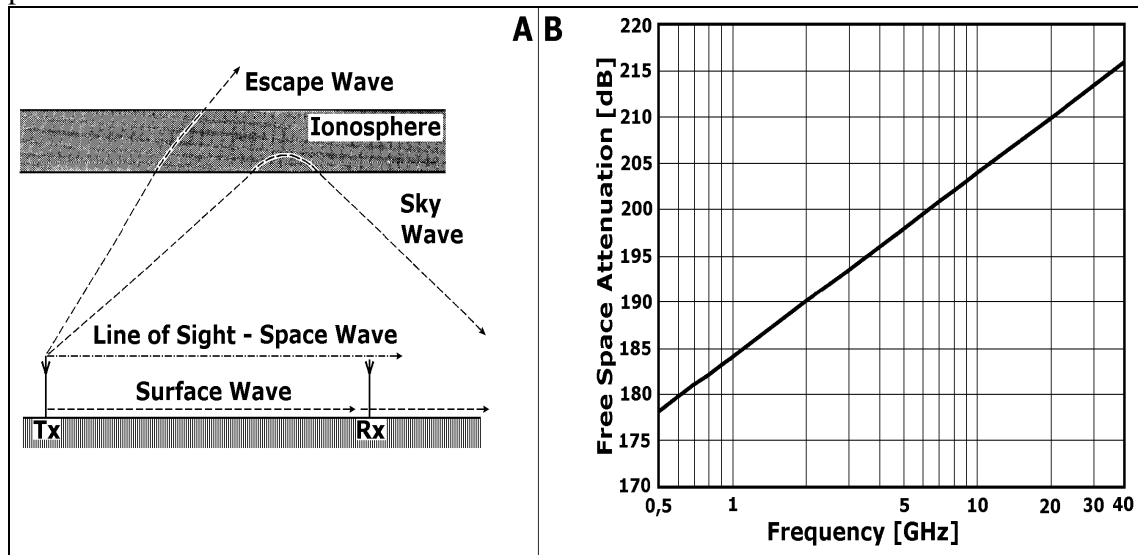 A
B
Escape Wave
Ionosphere
Sky
Wave
Line of Sight - Space Wave
Surface Wave
Tx
Rx
Free Space Attenuation [dB]
220
215
210
205
200
195
190
185
180
175
170
0,5
1
5
10
20
30
40
Frequency [GHz]